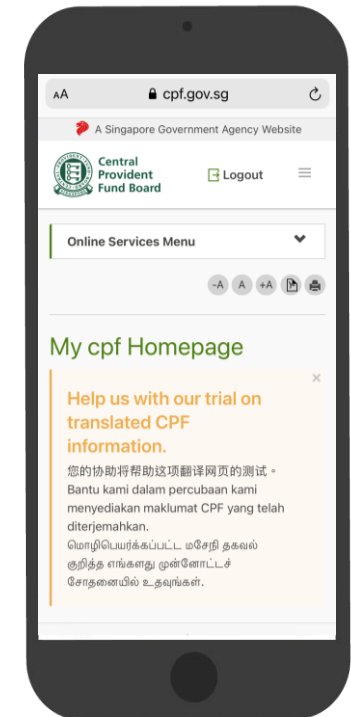 AA cpf.gov.sg
A Singapore Government Agency Website
Central
Provident
Fund Board
Logout
Online Services Menu
-A A +A
My cpf Homepage
×
Help us with our trial on
translated CPF
information.
您的协助将帮助这项翻译网页的测试。
Bantu kami dalam percubaan kami
menyediakan maklumat CPF yang telah
diterjemahkan.
மொழிபெயர்க்கப்பட்ட மசேநி தகவல்
குறித்த எங்களது முன்னோட்டச்
சோதனையில் உதவுங்கள்.